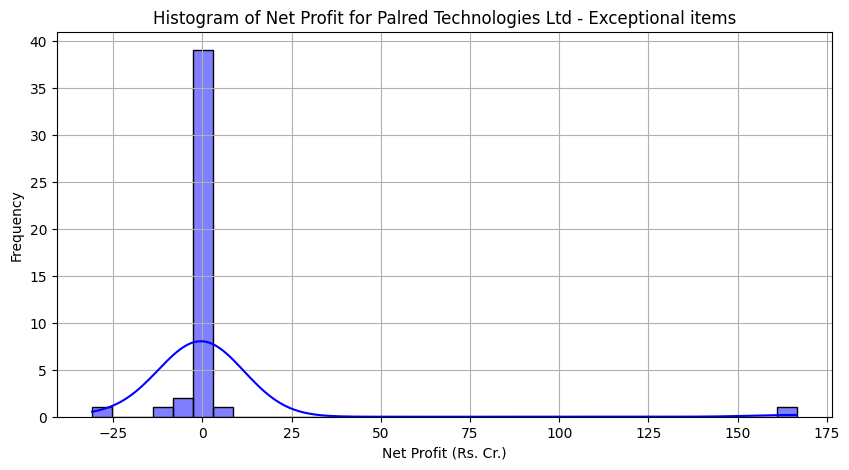 Histogram of Net Profit for Palred Technologies Ltd - Exceptional items
40
35
30
25
20
15
10
5
0
Frequency
−25 0 25 50 75 100 125 150 175
Net Profit (Rs. Cr.)